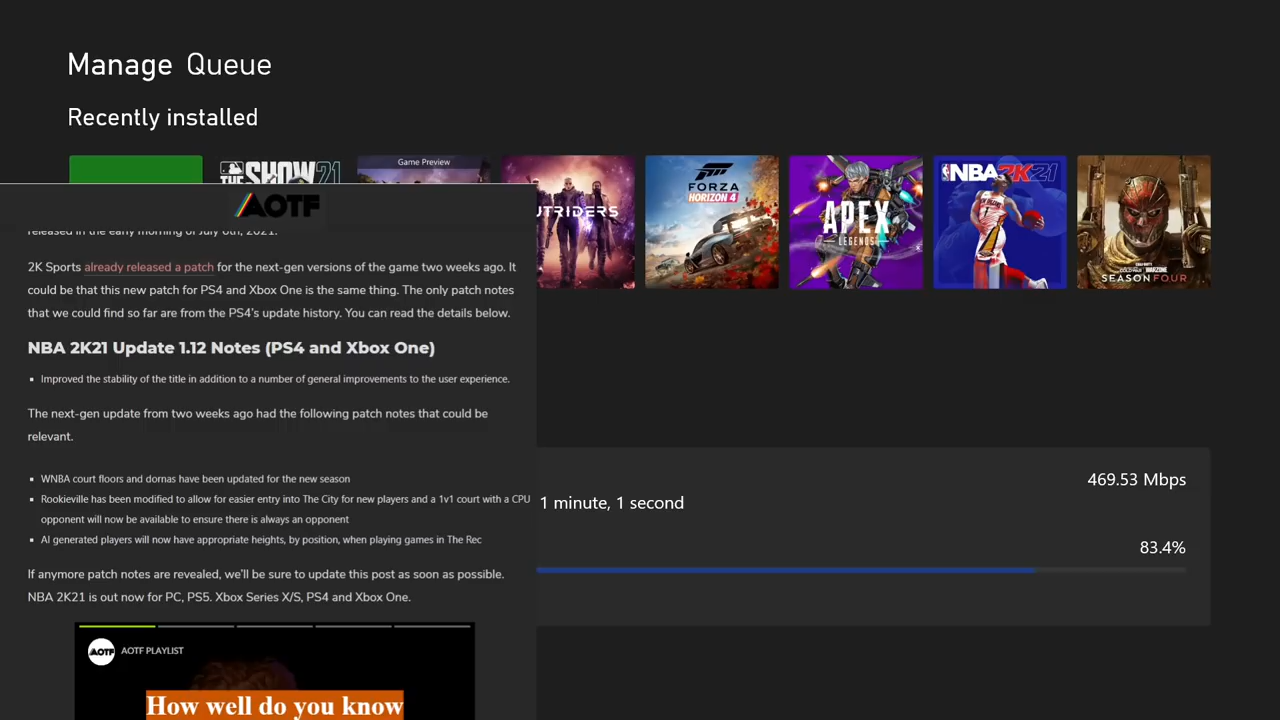 Manage Queue
Recently installed
THE SHOW 21
Game Preview
UTRIDERS
FORZA
HORIZON 4
APEX
LEGENDS
NBA 2K21
SEASON FOUR
AOTF
released in the early morning of July 6th, 2021.
2K Sports already released a patch for the next-gen versions of the game two weeks ago. It
could be that this new patch for PS4 and Xbox One is the same thing. The only patch notes
that we could find so far are from the PS4's update history. You can read the details below.
NBA 2K21 Update 1.12 Notes (PS4 and Xbox One)
Improved the stability of the title in addition to a number of general improvements to the user experience.
The next-gen update from two weeks ago had the following patch notes that could be
relevant.
WNBA court floors and dornas have been updated for the new season
Rookieville has been modified to allow for easier entry into The City for new players and a 1v1 court with a CPU
opponent will now be available to ensure there is always an opponent
AI generated players will now have appropriate heights, by position, when playing games in The Rec
If anymore patch notes are revealed, we'll be sure to update this post as soon as possible.
NBA 2K21 is out now for PC, PS5. Xbox Series X/S, PS4 and Xbox One.
AOTF AOTF PLAYLIST
How well do you know
469.53 Mbps
1 minute, 1 second
83.4%